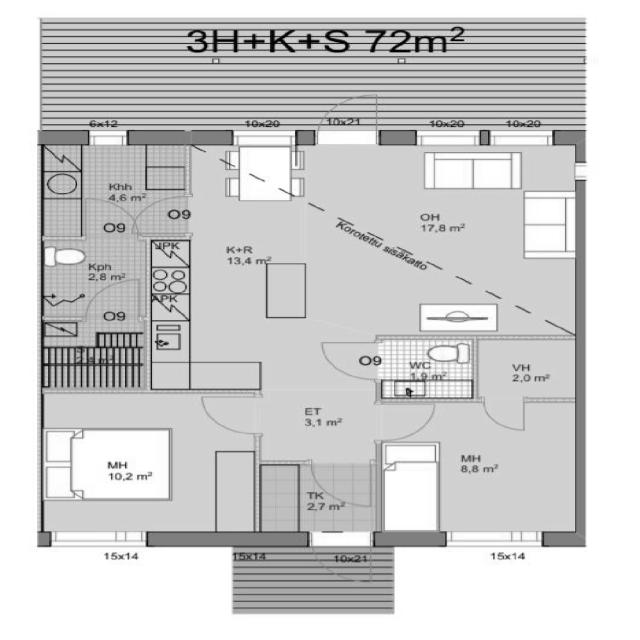 3H+K+S 72m²
6x12
10x20
10x21
10x20
10x20
Khh
4,6 m²
O9
O9
OH
17,8 m²
Korotettu sisäkatto
K+R
13,4 m²
JPK
Kph
2,8 m²
APK
O9
WC
1,9 m²
O9
VH
2,0 m²
ET
3,1 m²
MH
10,2 m²
MH
8,8 m²
TK
2,7 m²
15x14
15x14
10x21
15x14